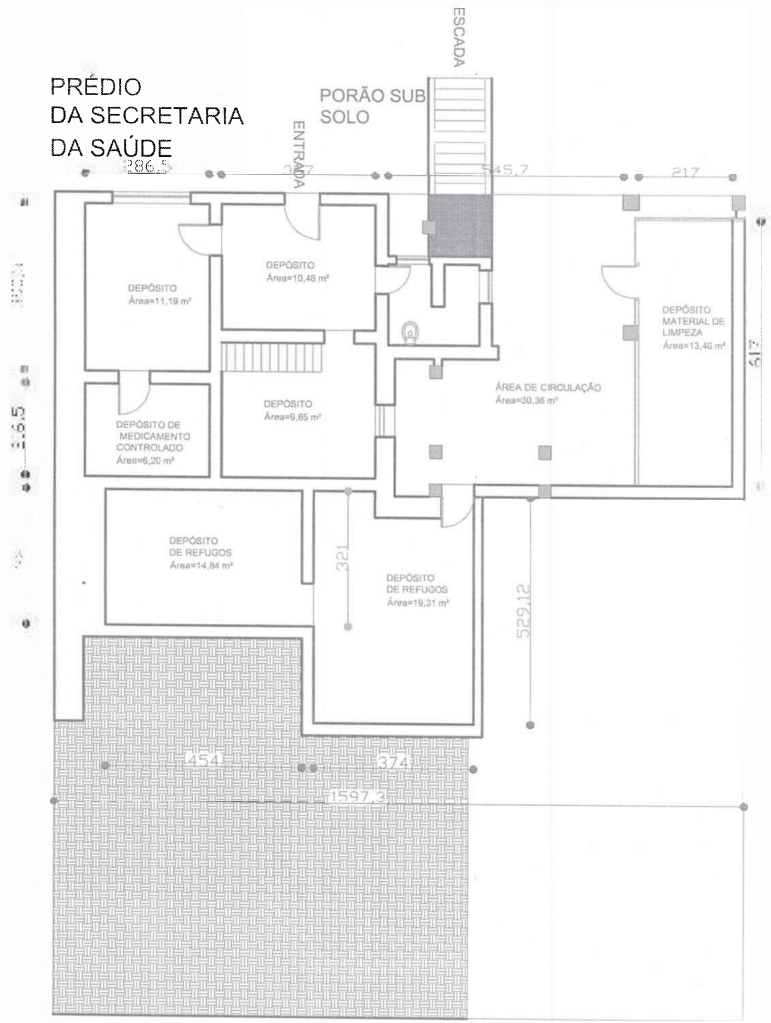 ESCADA
PRÉDIO
DA SECRETARIA
DA SAÚDE
PORÃO SUB
SOLO
ENTRADA
286,5
545,7
217
DEPÓSITO
Área=11,19 m²
DEPÓSITO
Área=10,46 m²
DEPÓSITO
MATERIAL DE
LIMPEZA
Área=13,46 m²
617
DEPÓSITO
Área=9,65 m²
ÁREA DE CIRCULAÇÃO
Área=30,36 m²
DEPÓSITO DE
MEDICAMENTO
CONTROLADO
Área=6,20 m²
DEPÓSITO
DE REFUGOS
Área=14,84 m²
321
DEPÓSITO
DE REFUGOS
Área=19,31 m²
529,12
454
374
1597,3